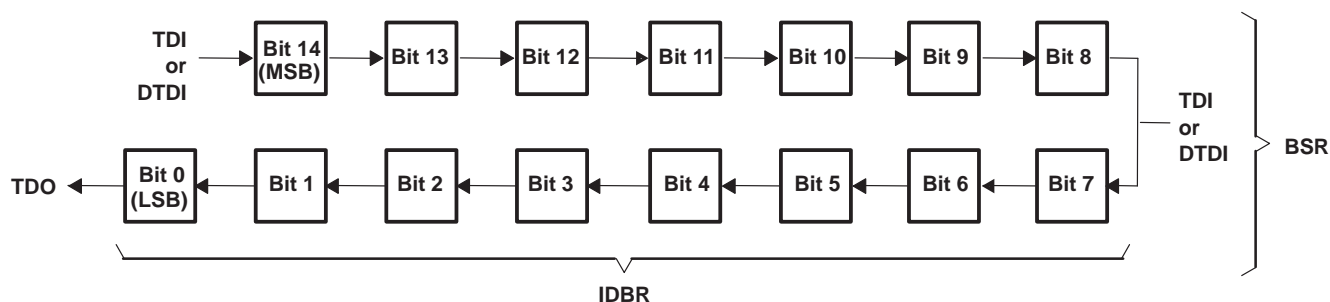 TDI
or
DTDI
Bit 14
(MSB)
Bit 13
Bit 12
Bit 11
Bit 10
Bit 9
Bit 8
TDI
or
DTDI
BSR
TDO
Bit 0
(LSB)
Bit 1
Bit 2
Bit 3
Bit 4
Bit 5
Bit 6
Bit 7
IDBR